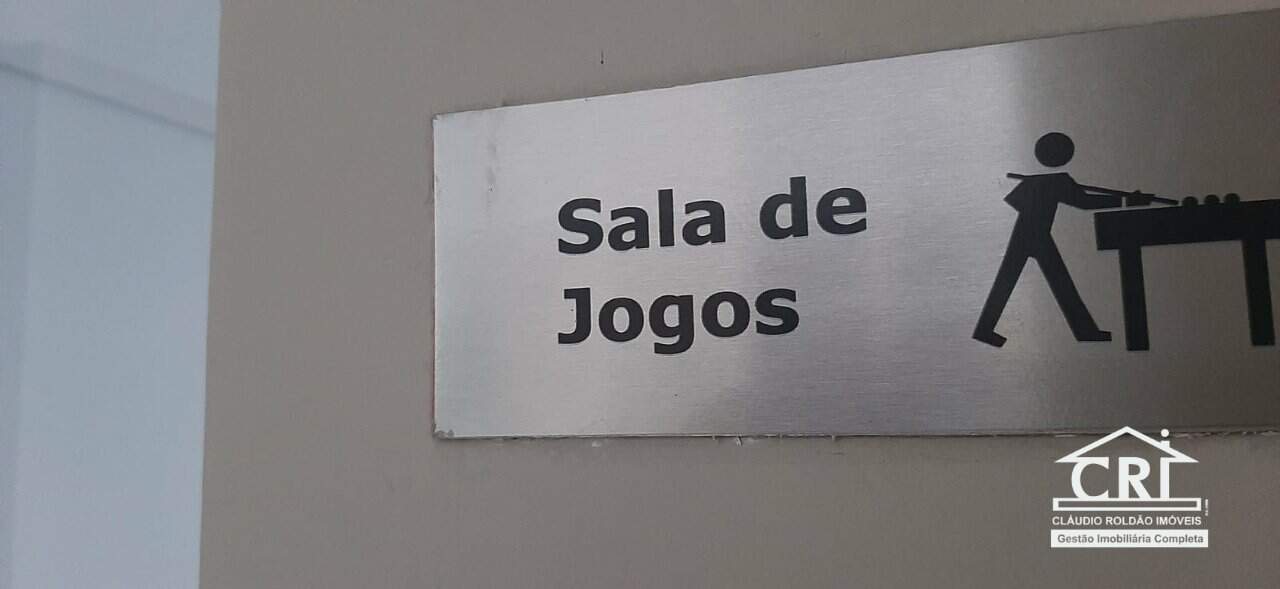 Sala de
Jogos
CRI
CLÁUDIO ROLDÃO IMÓVEIS
Gestão Imobiliária Completa